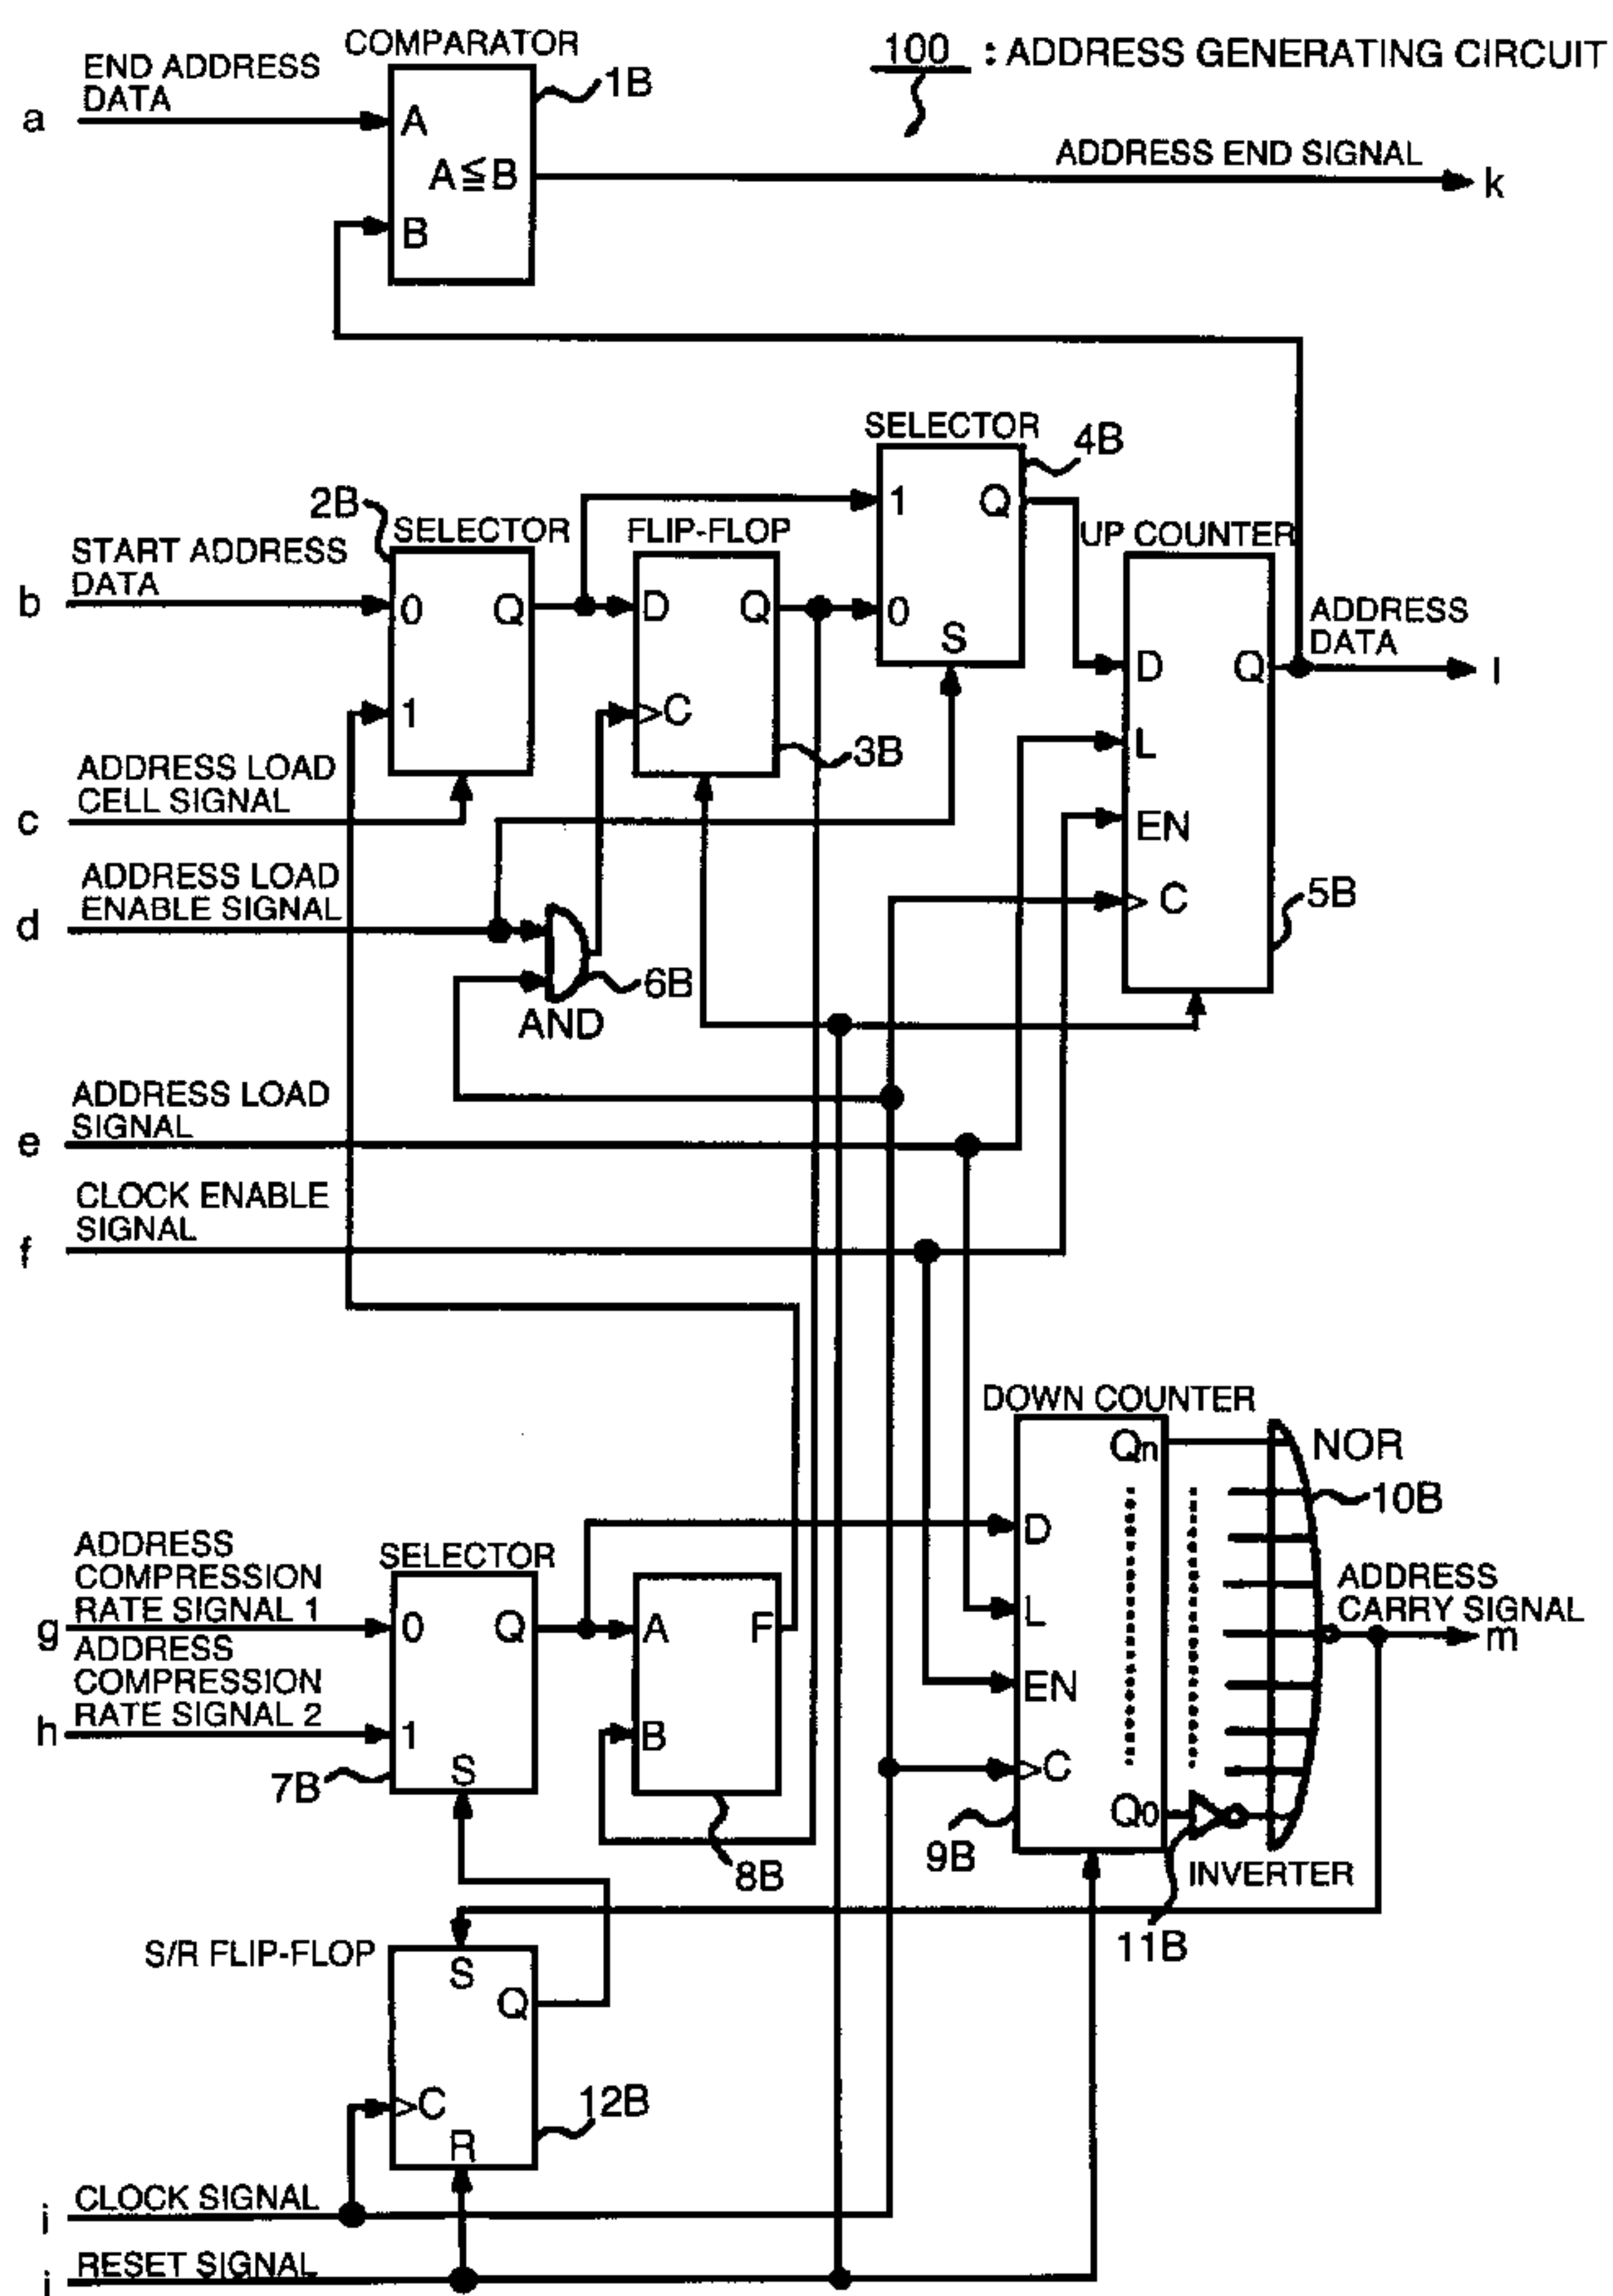 COMPARATOR
100 : ADDRESS GENERATING CIRCUIT
END ADDRESS
DATA
1B
a
A
A≦B
ADDRESS END SIGNAL
k
B
SELECTOR
4B
2B
SELECTOR
FLIP-FLOP
1
Q
UP COUNTER
START ADDRESS
DATA
b
0
Q
D
Q
0
S
ADDRESS
DATA
D
Q
l
1
C
3B
L
ADDRESS LOAD
CELL SIGNAL
c
EN
ADDRESS LOAD
ENABLE SIGNAL
d
C
5B
6B
AND
ADDRESS LOAD
SIGNAL
e
CLOCK ENABLE
SIGNAL
f
DOWN COUNTER
Qn
NOR
10B
ADDRESS
COMPRESSION
RATE SIGNAL 1
g
SELECTOR
D
0
Q
A
F
L
ADDRESS
CARRY SIGNAL
m
ADDRESS
COMPRESSION
RATE SIGNAL 2
h
1
B
EN
S
7B
C
Q0
8B
9B
INVERTER
11B
S/R FLIP-FLOP
S
Q
C
12B
R
CLOCK SIGNAL
i
RESET SIGNAL
j